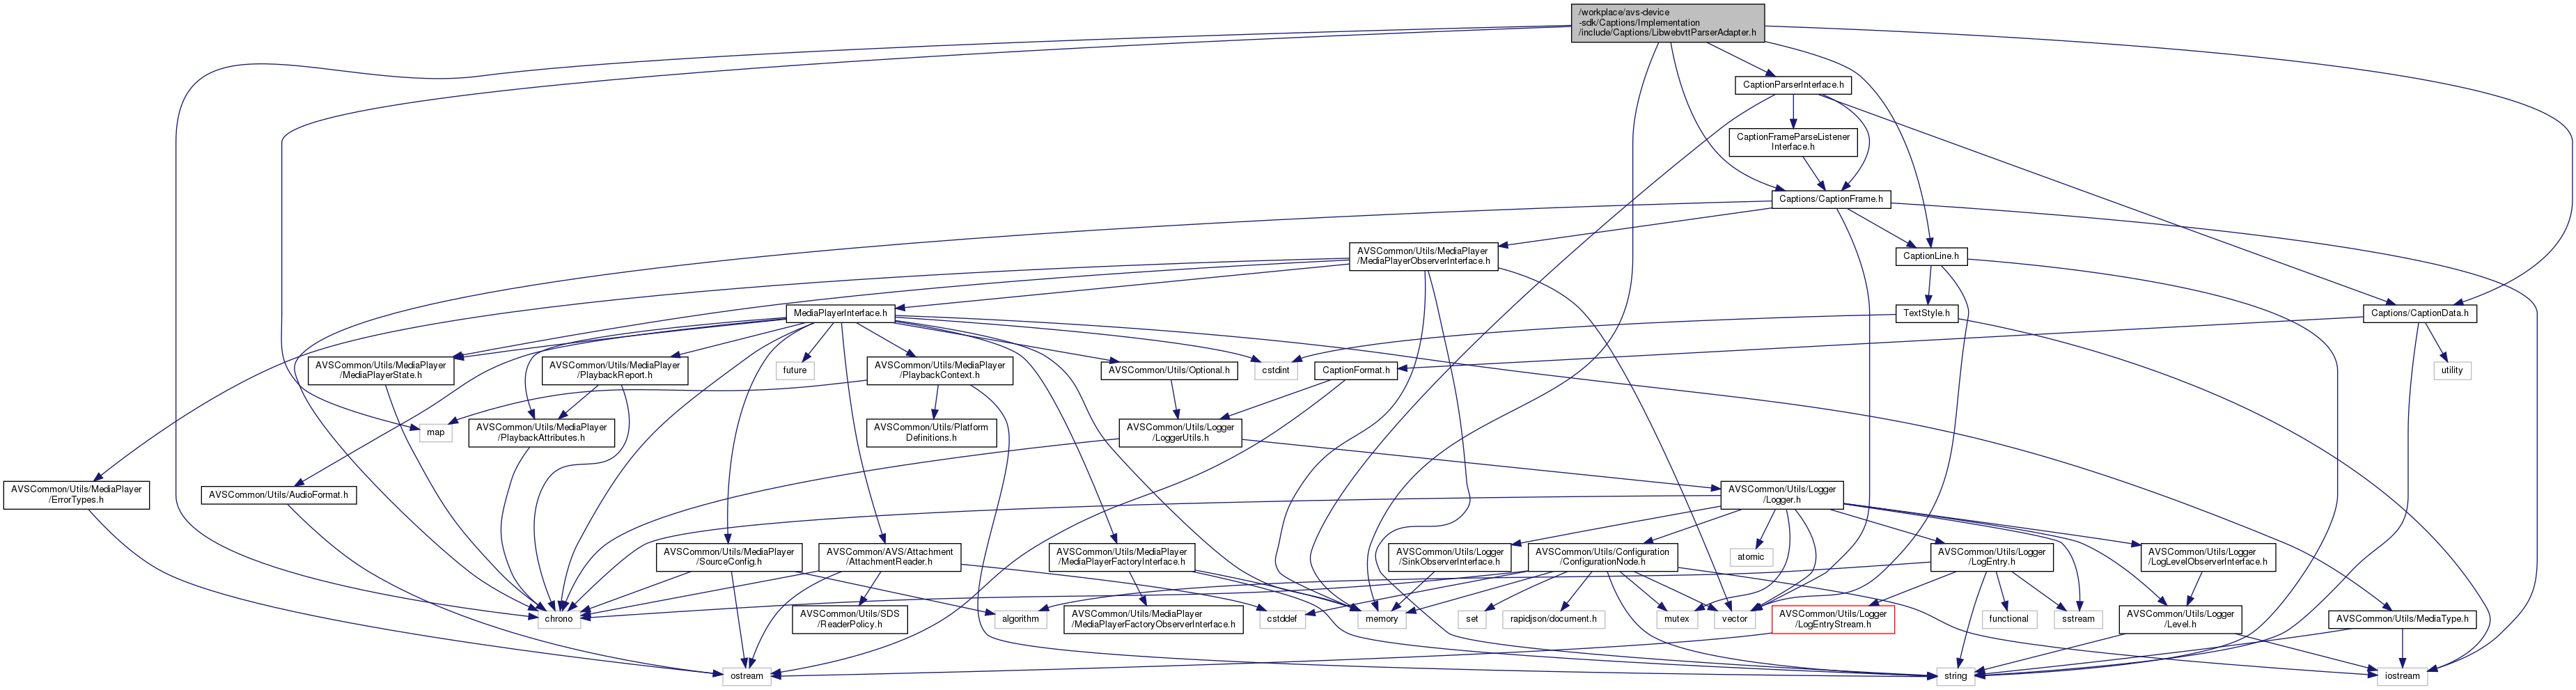 /workplace/avs-device
-sdk/Captions/Implementation
/include/Captions/LibwebvttParserAdapter.h
CaptionParserInterface.h
CaptionFrameParseListener
Interface.h
Captions/CaptionFrame.h
AVSCommon/Utils/MediaPlayer
/MediaPlayerObserverInterface.h
CaptionLine.h
MediaPlayerInterface.h
TextStyle.h
Captions/CaptionData.h
AVSCommon/Utils/MediaPlayer
/MediaPlayerState.h
AVSCommon/Utils/MediaPlayer
/PlaybackReport.h
future
AVSCommon/Utils/MediaPlayer
/PlaybackContext.h
AVSCommon/Utils/Optional.h
cstdint
CaptionFormat.h
utility
map
AVSCommon/Utils/MediaPlayer
/PlaybackAttributes.h
AVSCommon/Utils/Platform
Definitions.h
AVSCommon/Utils/Logger
/LoggerUtils.h
AVSCommon/Utils/MediaPlayer
/ErrorTypes.h
AVSCommon/Utils/AudioFormat.h
AVSCommon/Utils/Logger
/Logger.h
AVSCommon/Utils/MediaPlayer
/SourceConfig.h
AVSCommon/AVS/Attachment
/AttachmentReader.h
AVSCommon/Utils/MediaPlayer
/MediaPlayerFactoryInterface.h
AVSCommon/Utils/Logger
/SinkObserverInterface.h
AVSCommon/Utils/Configuration
/ConfigurationNode.h
atomic
AVSCommon/Utils/Logger
/LogEntry.h
AVSCommon/Utils/Logger
/LogLevelObserverInterface.h
chrono
AVSCommon/Utils/SDS
/ReaderPolicy.h
algorithm
AVSCommon/Utils/MediaPlayer
/MediaPlayerFactoryObserverInterface.h
cstddef
memory
set
rapidjson/document.h
mutex
vector
AVSCommon/Utils/Logger
/LogEntryStream.h
functional
sstream
AVSCommon/Utils/Logger
/Level.h
AVSCommon/Utils/MediaType.h
ostream
string
iostream